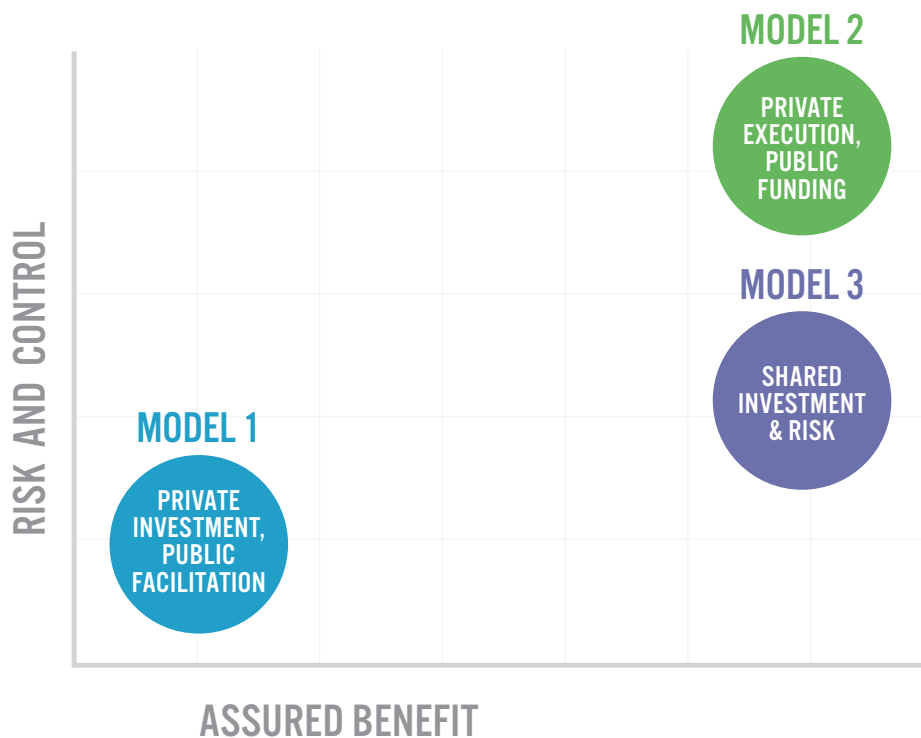 MODEL 2
PRIVATE
EXECUTION,
PUBLIC
FUNDING
MODEL 3
SHARED
INVESTMENT
& RISK
MODEL 1
PRIVATE
INVESTMENT,
PUBLIC
FACILITATION
RISK AND CONTROL
ASSURED BENEFIT